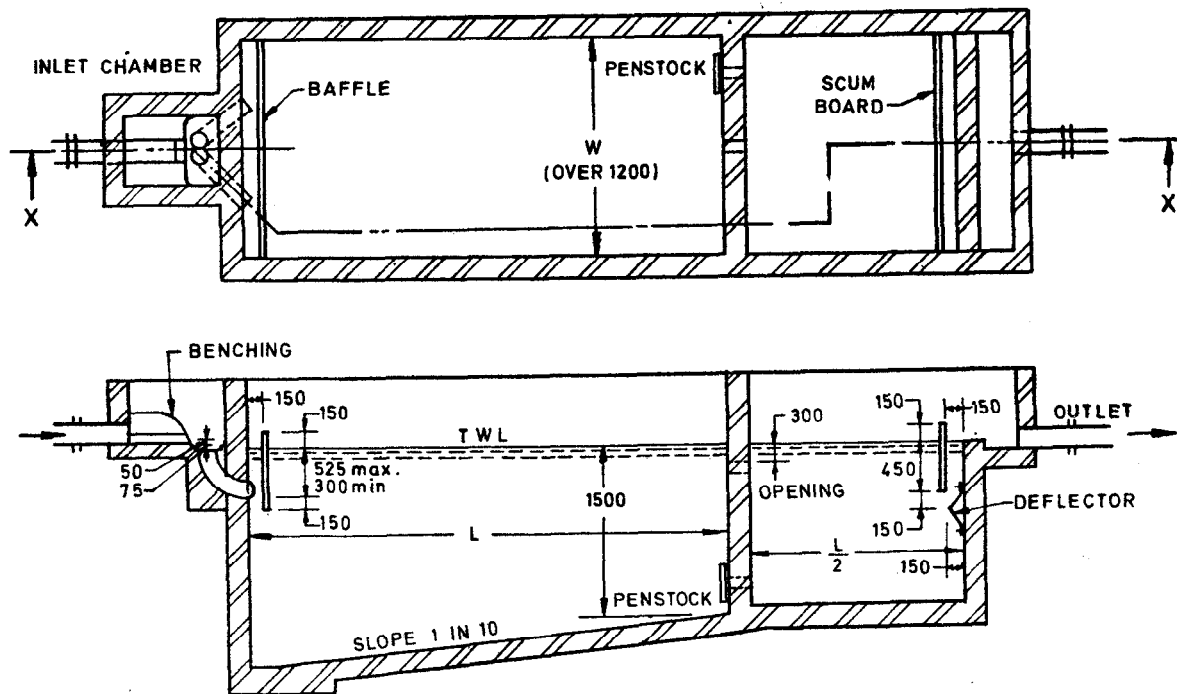 INLET CHAMBER
BAFFLE
PENSTOCK
SCUM
BOARD
W
(OVER 1200)
X
X
BENCHING
150
150
TWL
300
150
150
OUTLET
50
75
525 max.
300 min
150
1500
450
OPENING
DEFLECTOR
150
L
L
2
150
PENSTOCK
SLOPE 1 IN 10